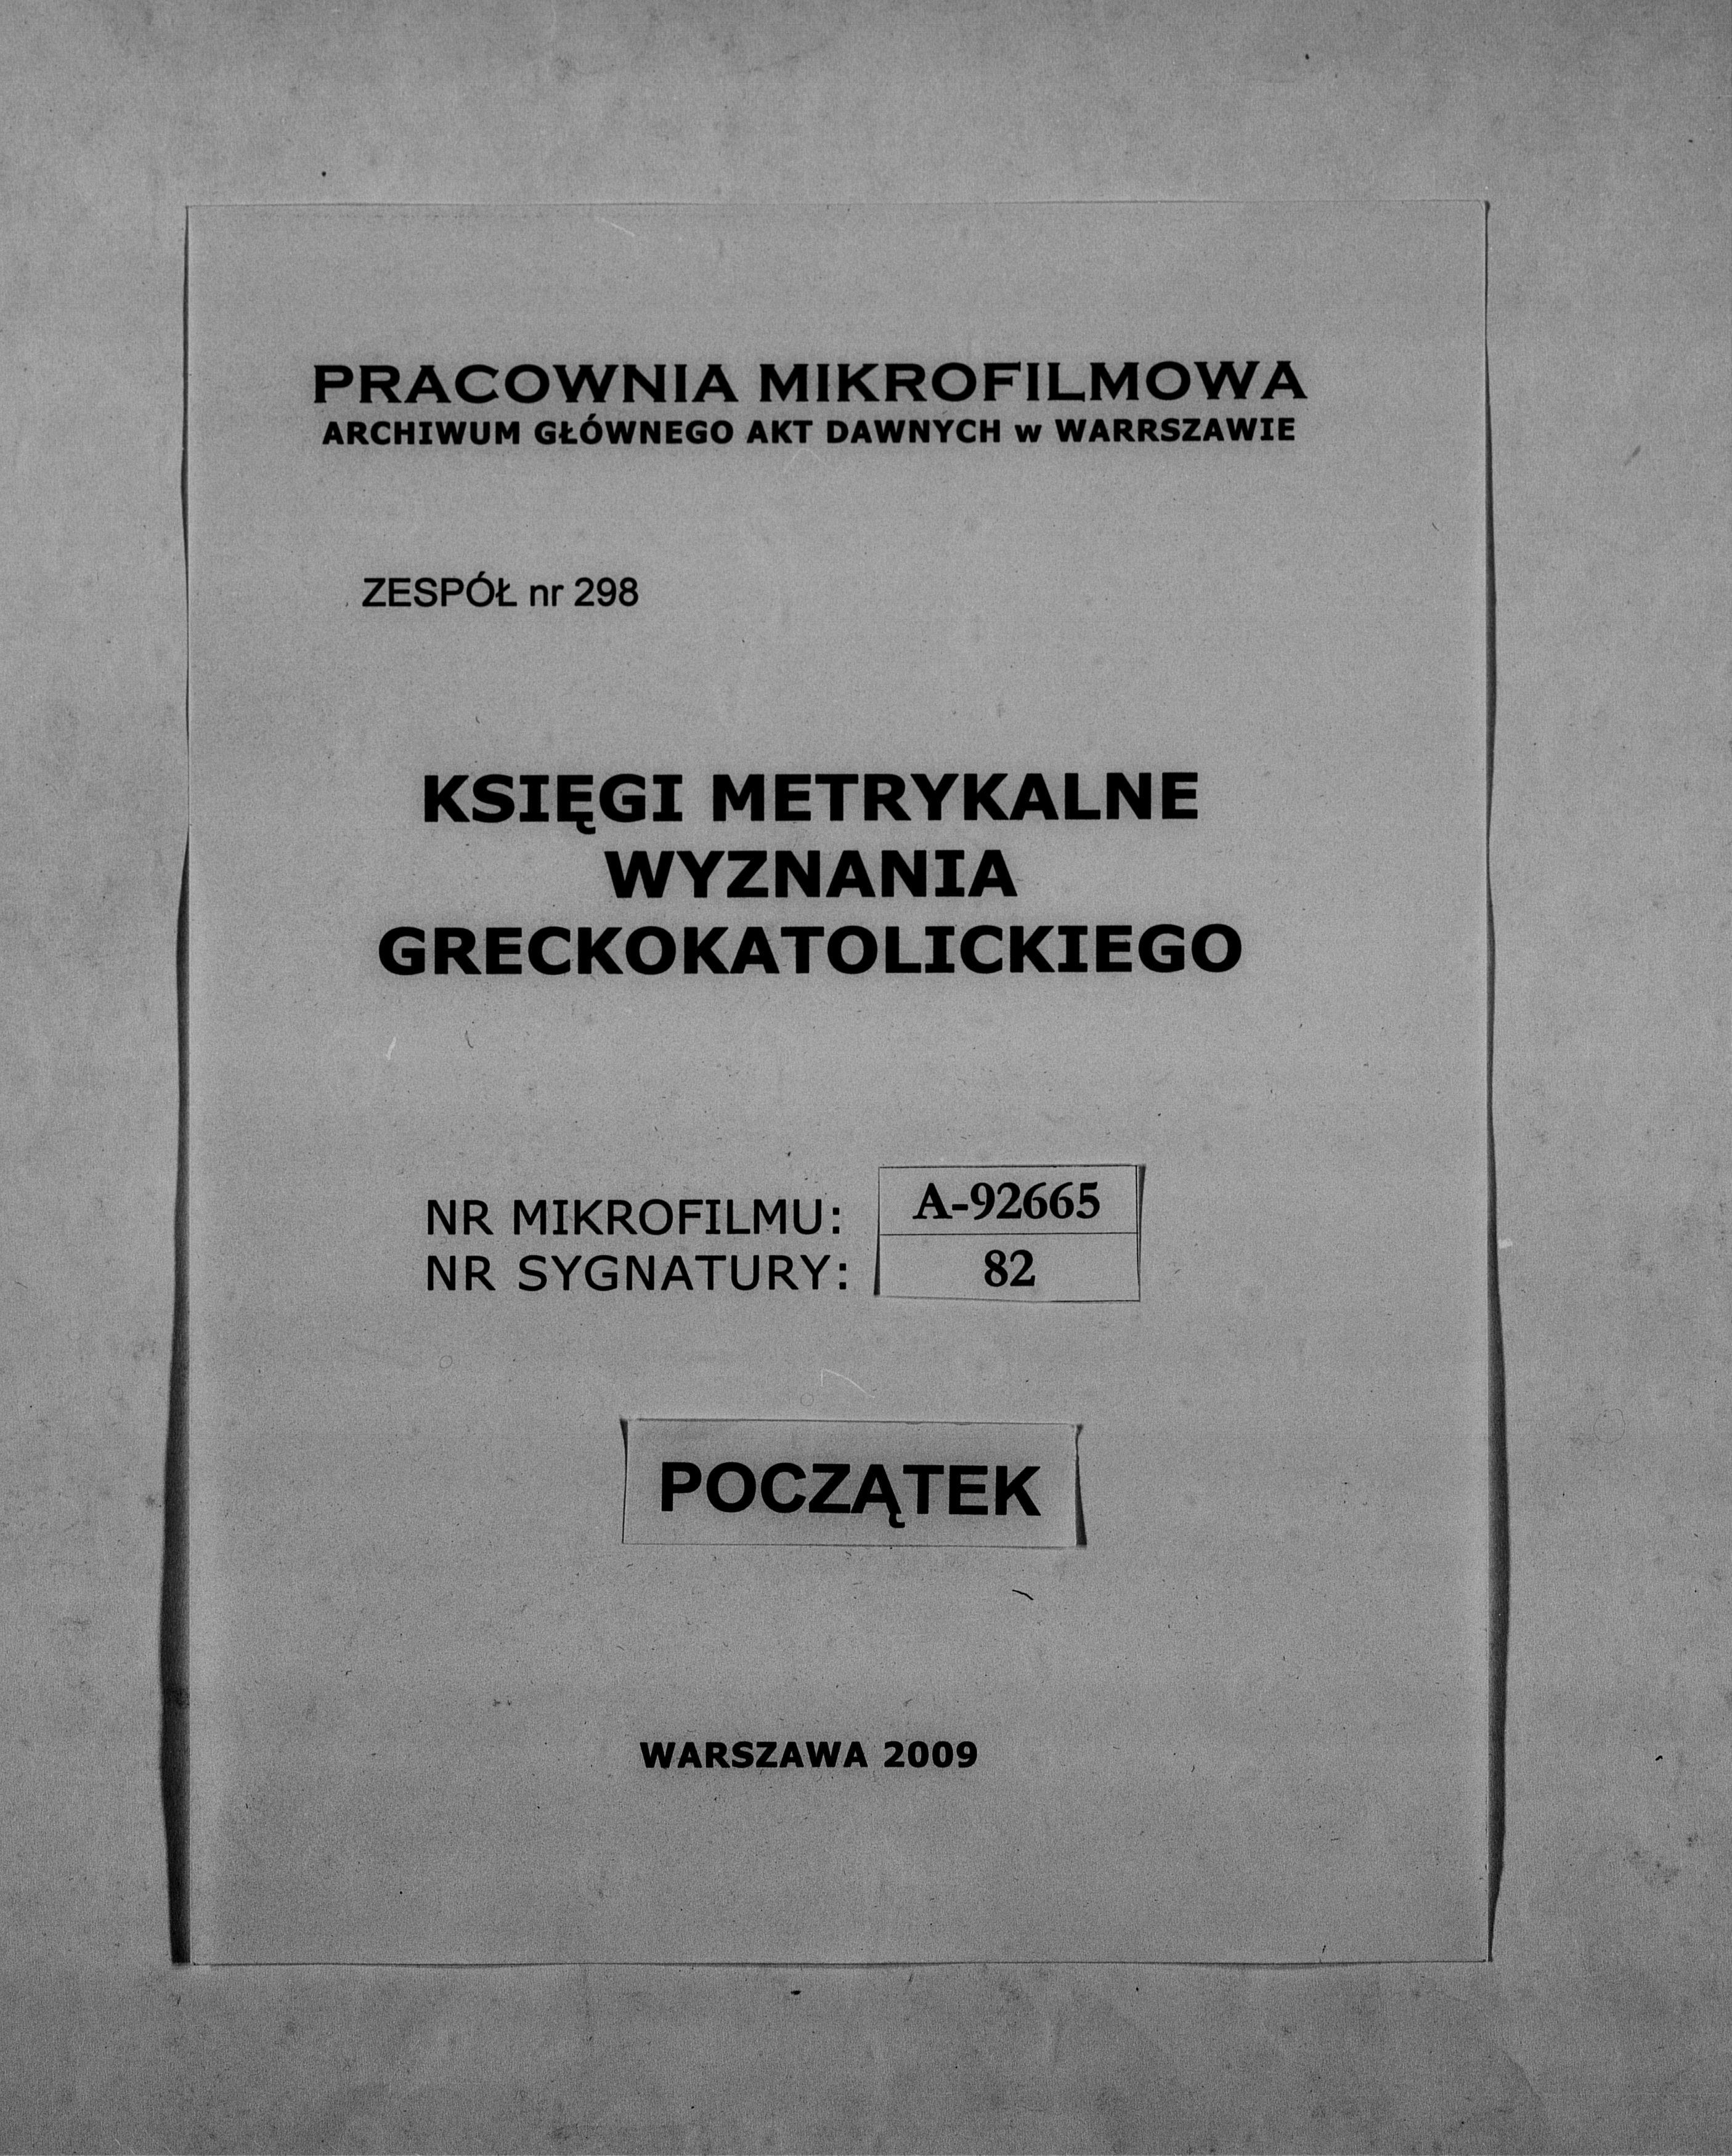 PRACOWNIA MIKROFILMOWA
ARCHIWUM GŁÓWNEGO AKT DAWNYCH w WARRSZAWIE
ZESPÓŁ nr 298
KSIĘGI METRYKALNE
WYZNANIA
GRECKOKATOLICKIEGO
NR MIKROFILMU: A-92665
NR SYGNATURY: 82
POCZĄTEK
WARSZAWA 2009